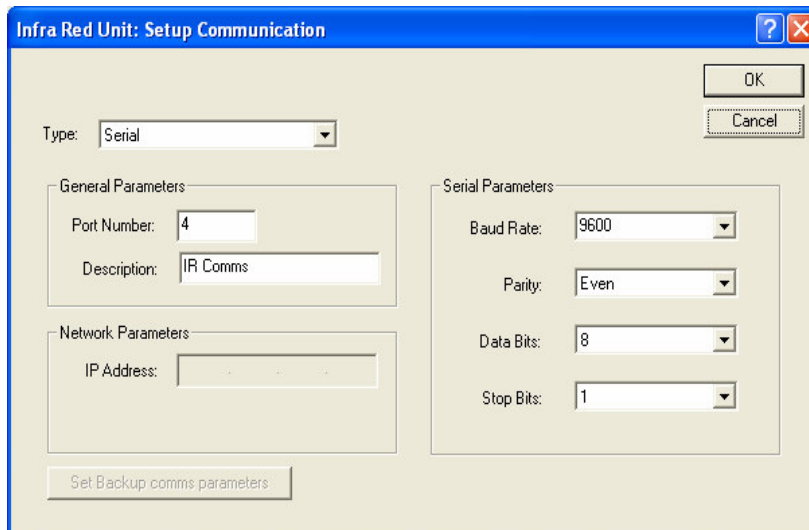 Infra Red Unit: Setup Communication
OK
Cancel
Type: Serial
General Parameters
Port Number: 4
Description: IR Comms
Network Parameters
IP Address: . . .
Set Backup comms parameters
Serial Parameters
Baud Rate: 9600
Parity: Even
Data Bits: 8
Stop Bits: 1